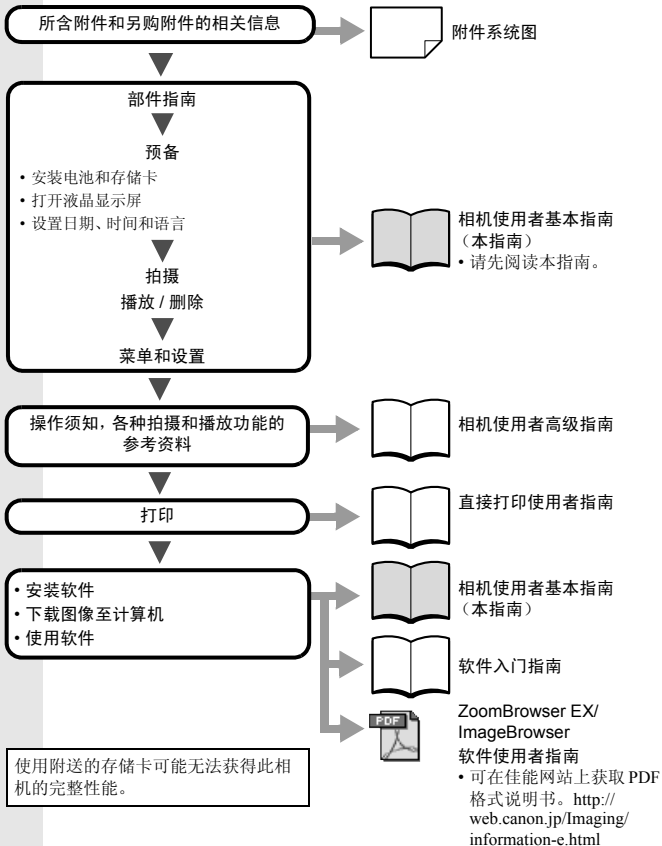 所含附件和另购附件的相关信息
附件系统图
部件指南
预备
• 安装电池和存储卡
• 打开液晶显示屏
• 设置日期、时间和语言
拍摄
播放 / 删除
菜单和设置
相机使用者基本指南
（本指南）
• 请先阅读本指南。
操作须知，各种拍摄和播放功能的
参考资料
相机使用者高级指南
打印
直接打印使用者指南
• 安装软件
• 下载图像至计算机
• 使用软件
相机使用者基本指南
（本指南）
软件入门指南
PDF
ZoomBrowser EX/
ImageBrowser
软件使用者指南
• 可在佳能网站上获取 PDF
格式说明书。http://
web.canon.jp/Imaging/
information-e.html
使用附送的存储卡可能无法获得此相
机的完整性能。